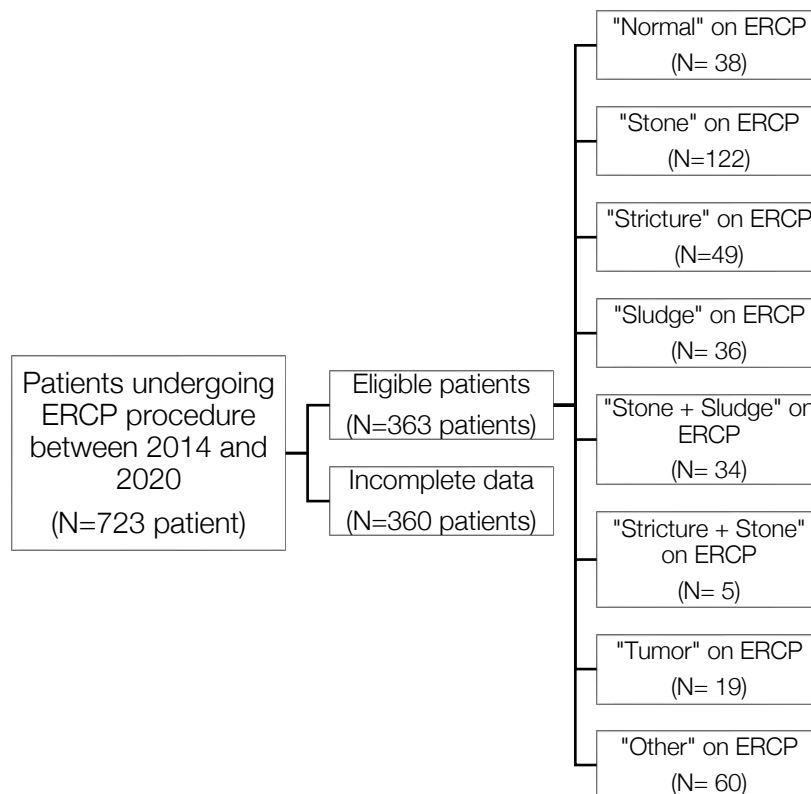 "Normal" on ERCP
(N= 38)
"Stone" on ERCP
(N=122)
"Stricture" on ERCP
(N=49)
"Sludge" on ERCP
(N= 36)
Patients undergoing
ERCP procedure
between 2014 and
2020
(N=723 patient)
Eligible patients
(N=363 patients)
Incomplete data
(N=360 patients)
"Stone + Sludge" on
ERCP
(N= 34)
"Stricture + Stone"
on ERCP
(N= 5)
"Tumor" on ERCP
(N= 19)
"Other" on ERCP
(N= 60)